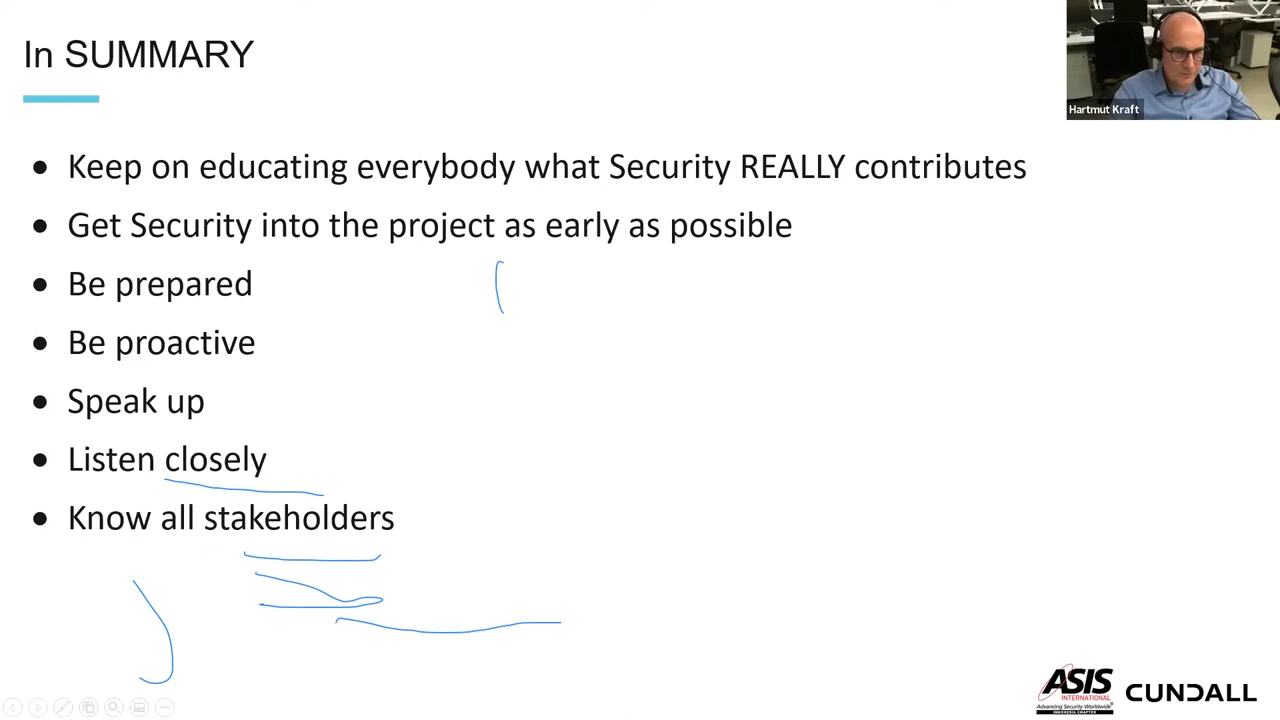 In SUMMARY
Hartmut Kraft
• Keep on educating everybody what Security REALLY contributes
• Get Security into the project as early as possible
• Be prepared
• Be proactive
• Speak up
• Listen closely
• Know all stakeholders
ASIS
INTERNATIONAL
Advancing Security Worldwide®
INDONESIA CHAPTER
CUNDALL